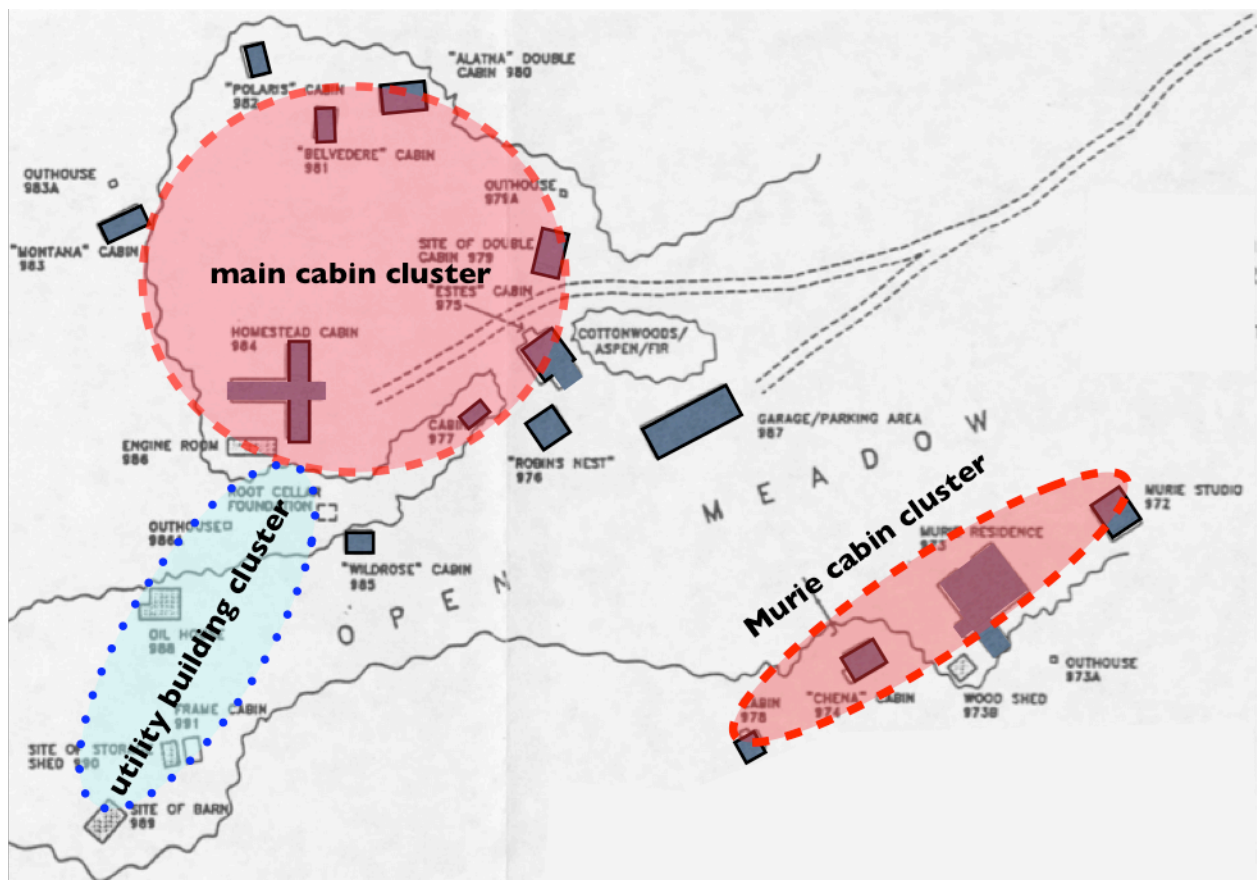 "ALATNA" DOUBLE
CABIN 980
"POLARIS" CABIN
982
"BELVEDERE" CABIN
981
OUTHOUSE
983A
OUTHOUSE
979A
"MONTANA" CABIN
983
SITE OF DOUBLE
CABIN 979
main cabin cluster
"ESTES" CABIN
975
HOMESTEAD CABIN
984
COTTONWOODS/
ASPEN/FIR
CABIN
977
GARAGE/PARKING AREA
987
ENGINE ROOM
986
"ROBINS NEST"
976
OPEN MEADOW
ROOT CELLAR
FOUNDATION
OUTHOUSE
986A
"WILDROSE" CABIN
985
Murie cabin cluster
MURIE STUDIO
972
MURIE RESIDENCE
973
utility building cluster
OIL HOUSE
988
OUTHOUSE
973A
WOOD SHED
973B
"CHENA" CABIN
974
CABIN
978
FRAME CABIN
991
SITE OF STORAGE
SHED 990
SITE OF BARN
989